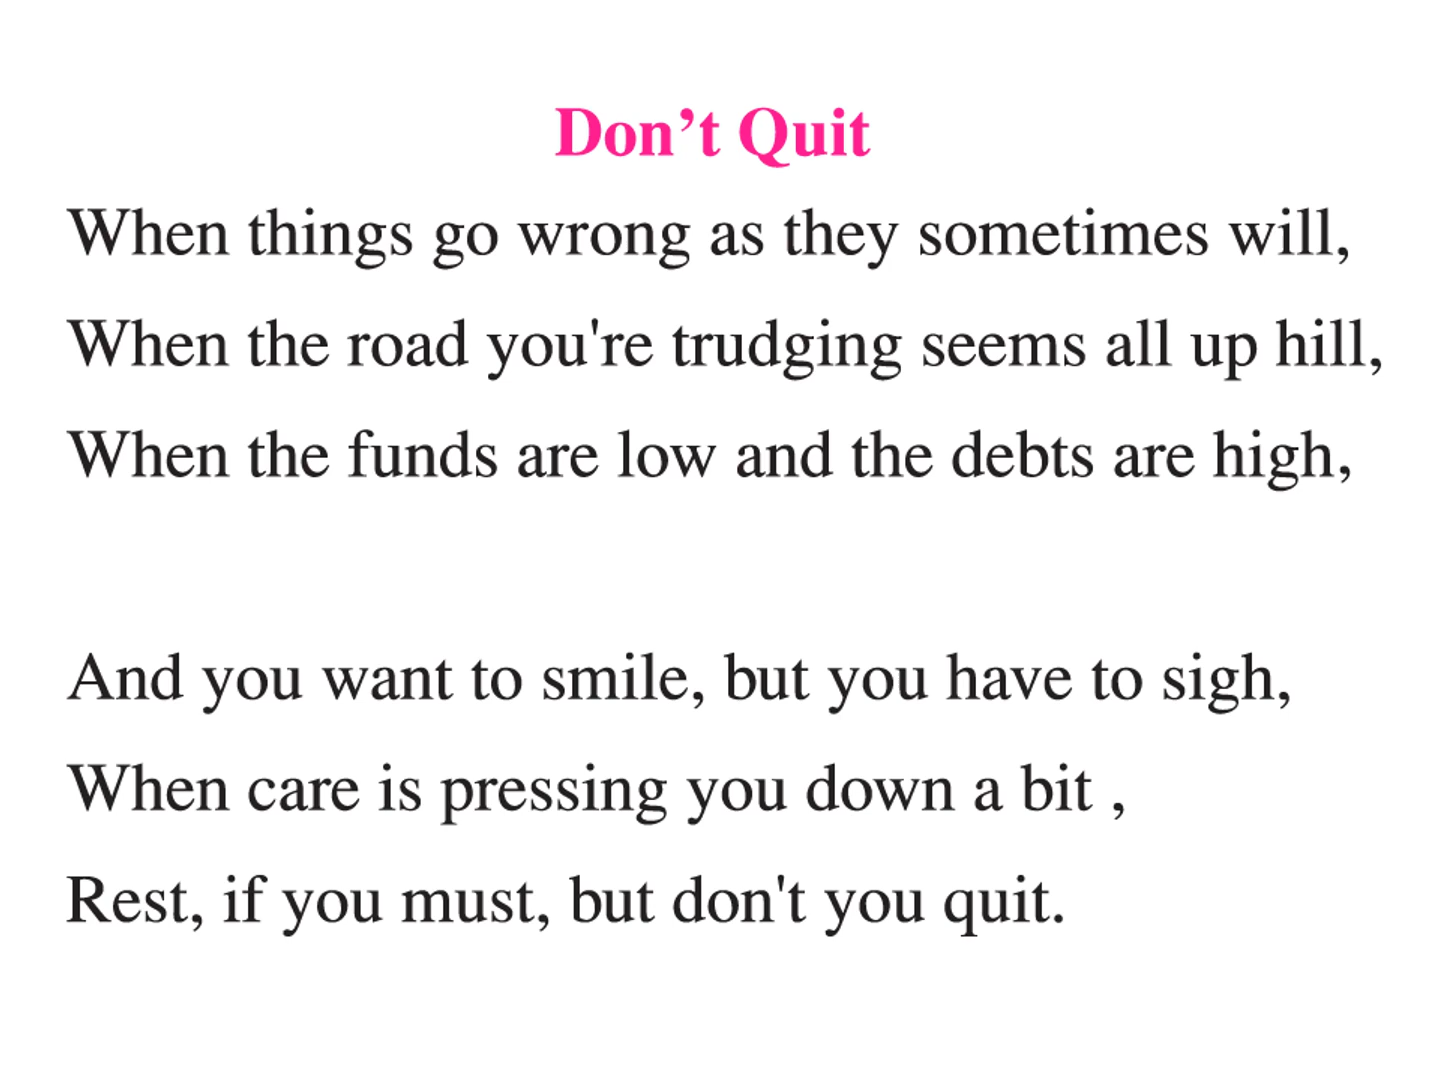 Don’t Quit
When things go wrong as they sometimes will,
When the road you're trudging seems all up hill,
When the funds are low and the debts are high,
And you want to smile, but you have to sigh,
When care is pressing you down a bit ,
Rest, if you must, but don't you quit.